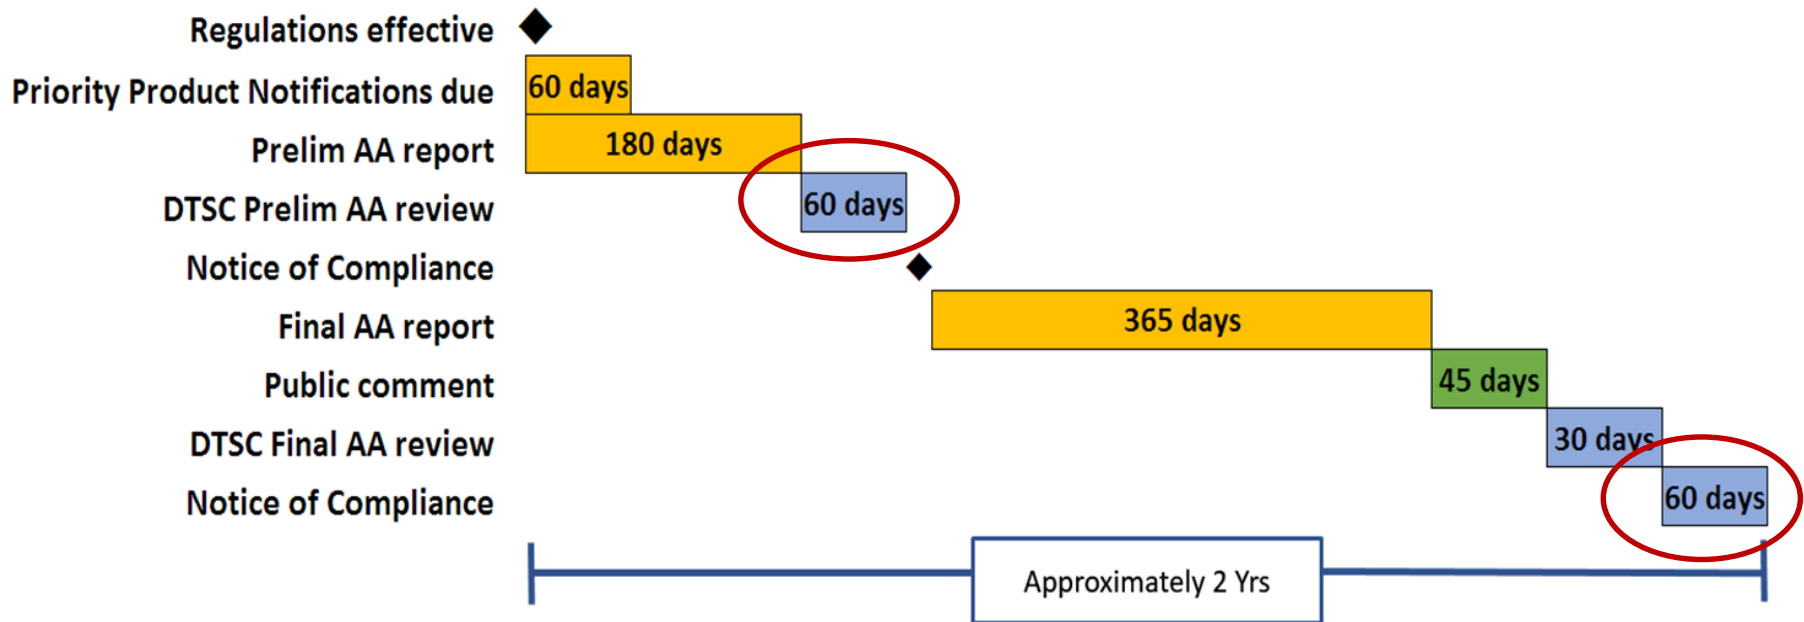 Regulations effective
Priority Product Notifications due
60 days
Prelim AA report
180 days
DTSC Prelim AA review
60 days
Notice of Compliance
Final AA report
365 days
Public comment
45 days
DTSC Final AA review
30 days
Notice of Compliance
60 days
Approximately 2 Yrs